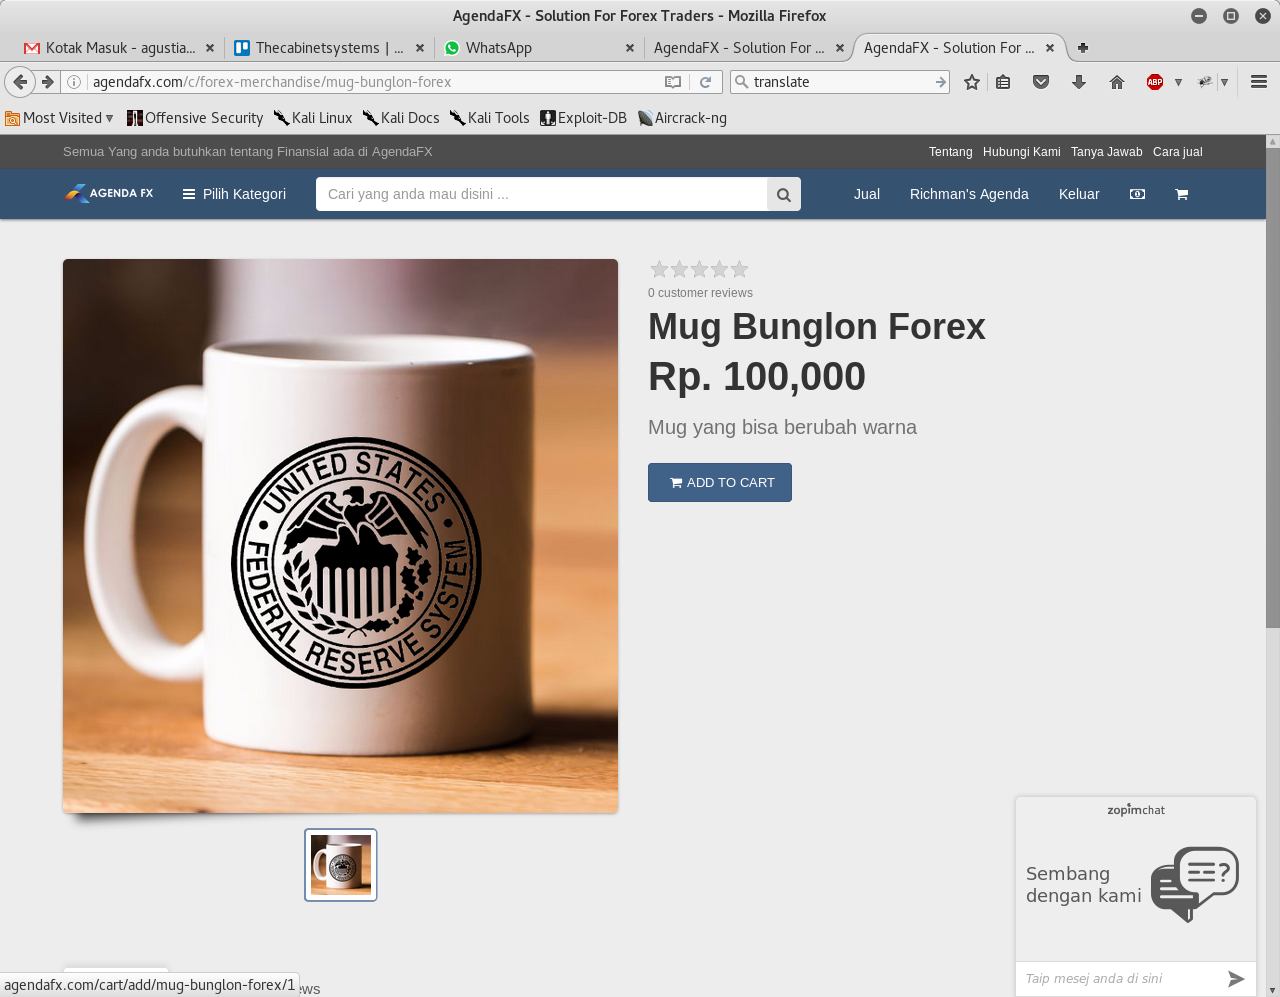 AgendaFX - Solution For Forex Traders - Mozilla Firefox
Kotak Masuk - agustia...
Thecabinetsystems | ...
WhatsApp
AgendaFX - Solution For ...
AgendaFX - Solution For ...
agendafx.com/c/forex-merchandise/mug-bunglon-forex
translate
ABP
Most Visited
Offensive Security
Kali Linux
Kali Docs
Kali Tools
Exploit-DB
Aircrack-ng
Semua Yang anda butuhkan tentang Finansial ada di AgendaFX
Tentang
Hubungi Kami
Tanya Jawab
Cara jual
AGENDA FX
Pilih Kategori
Cari yang anda mau disini ...
Jual
Richman's Agenda
Keluar
UNITED STATES
FEDERAL RESERVE SYSTEM
0 customer reviews
Mug Bunglon Forex
Rp. 100,000
Mug yang bisa berubah warna
ADD TO CART
zopim chat
Sembang
dengan kami
Taip mesej anda di sini
agendafx.com/cart/add/mug-bunglon-forex/1